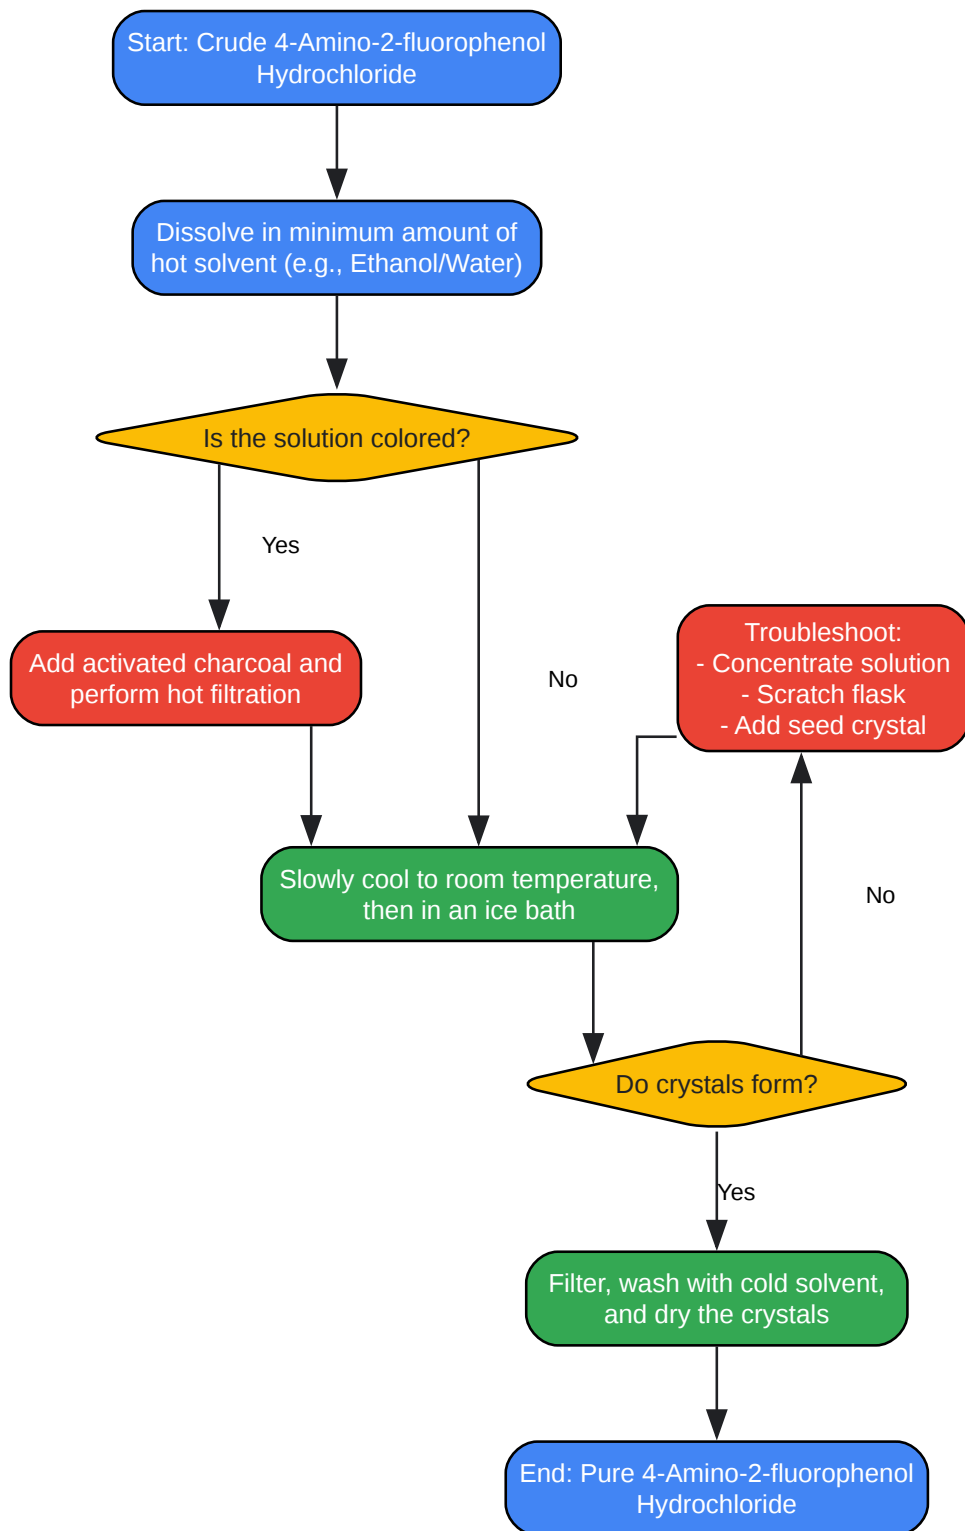 Start: Crude 4-Amino-2-fluorophenol
Hydrochloride
Dissolve in minimum amount of
hot solvent (e.g., Ethanol/Water)
Is the solution colored?
Yes
Add activated charcoal and
perform hot filtration
No
Troubleshoot:
- Concentrate solution
- Scratch flask
- Add seed crystal
Slowly cool to room temperature,
then in an ice bath
No
Do crystals form?
Yes
Filter, wash with cold solvent,
and dry the crystals
End: Pure 4-Amino-2-fluorophenol
Hydrochloride